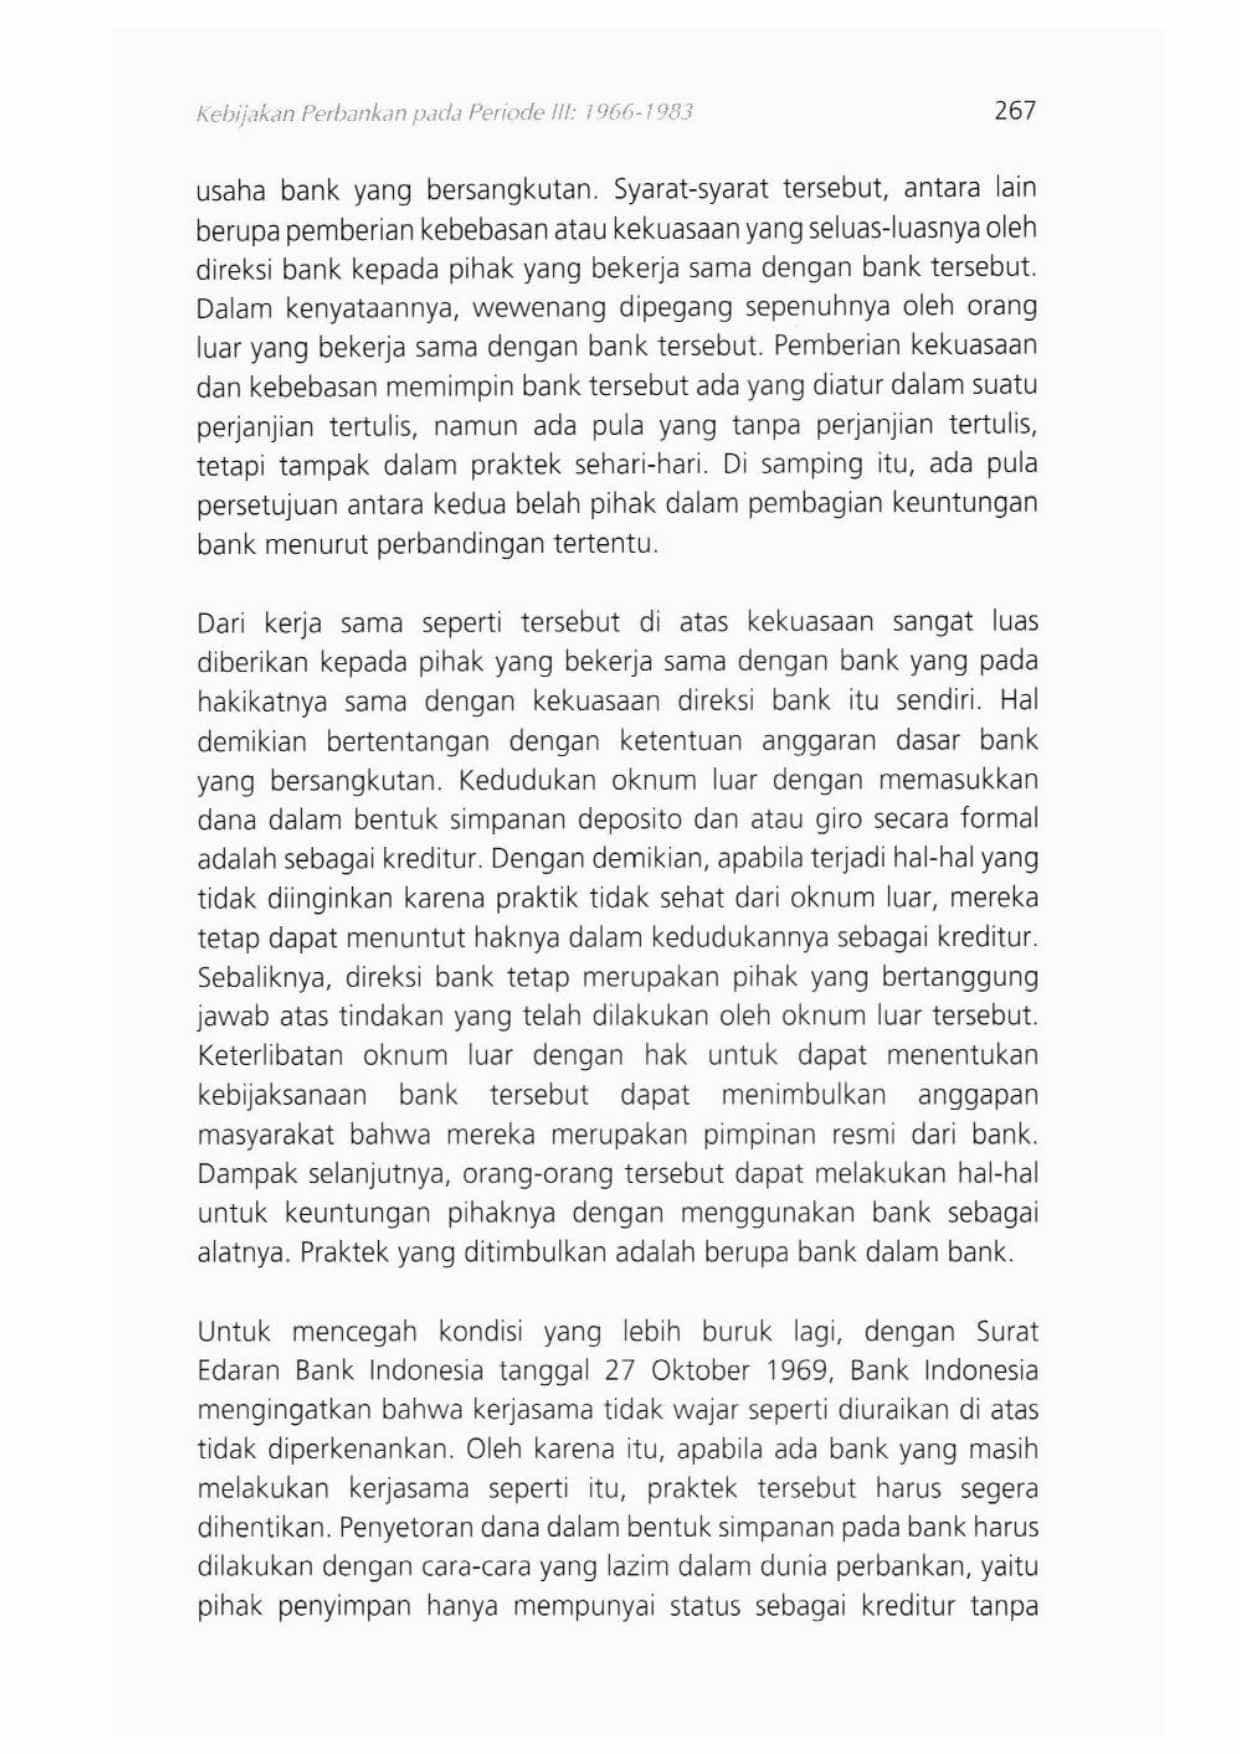 Kebijakan Perbankan pada Periode III: 1966-1983 267
usaha bank yang bersangkutan. Syarat-syarat tersebut, antara lain
berupa pemberian kebebasan atau kekuasaan yang seluas-luasnya oleh
direksi bank kepada pihak yang bekerja sama dengan bank tersebut.
Dalam kenyataannya, wewenang dipegang sepenuhnya oleh orang
luar yang bekerja sama dengan bank tersebut. Pemberian kekuasaan
dan kebebasan memimpin bank tersebut ada yang diatur dalam suatu
perjanjian tertulis, namun ada pula yang tanpa perjanjian tertulis,
tetapi tampak dalam praktek sehari-hari. Di samping itu, ada pula
persetujuan antara kedua belah pihak dalam pembagian keuntungan
bank menurut perbandingan tertentu.
Dari kerja sama seperti tersebut di atas kekuasaan sangat luas
diberikan kepada pihak yang bekerja sama dengan bank yang pada
hakikatnya sama dengan kekuasaan direksi bank itu sendiri. Hal
demikian bertentangan dengan ketentuan anggaran dasar bank
yang bersangkutan. Kedudukan oknum luar dengan memasukkan
dana dalam bentuk simpanan deposito dan atau giro secara formal
adalah sebagai kreditur. Dengan demikian, apabila terjadi hal-hal yang
tidak diinginkan karena praktik tidak sehat dari oknum luar, mereka
tetap dapat menuntut haknya dalam kedudukannya sebagai kreditur.
Sebaliknya, direksi bank tetap merupakan pihak yang bertanggung
jawab atas tindakan yang telah dilakukan oleh oknum luar tersebut.
Keterlibatan oknum luar dengan hak untuk dapat menentukan
kebijaksanaan bank tersebut dapat menimbulkan anggapan
masyarakat bahwa mereka merupakan pimpinan resmi dari bank.
Dampak selanjutnya, orang-orang tersebut dapat melakukan hal-hal
untuk keuntungan pihaknya dengan menggunakan bank sebagai
alatnya. Praktek yang ditimbulkan adalah berupa bank dalam bank.
Untuk mencegah kondisi yang lebih buruk lagi, dengan Surat
Edaran Bank Indonesia tanggal 27 Oktober 1969, Bank Indonesia
mengingatkan bahwa kerjasama tidak wajar seperti diuraikan di atas
tidak diperkenankan. Oleh karena itu, apabila ada bank yang masih
melakukan kerjasama seperti itu, praktek tersebut harus segera
dihentikan. Penyetoran dana dalam bentuk simpanan pada bank harus
dilakukan dengan cara-cara yang lazim dalam dunia perbankan, yaitu
pihak penyimpan hanya mempunyai status sebagai kreditur tanpa